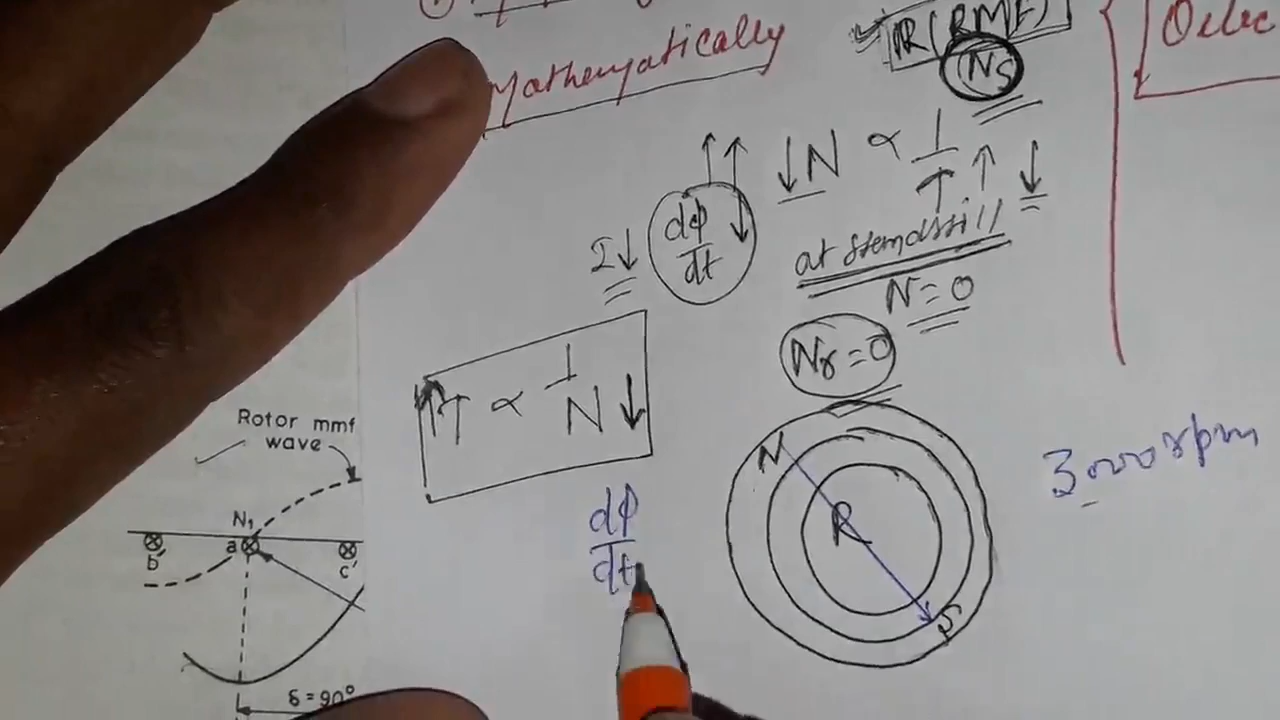 Mathematically
(RMF)
Ns
↓N ∝ 1/T ↑ ↓
I↓ dϕ/dt
at stemdssill
N = 0
Nr = 0
↑T ∝ 1/N ↓
Rotor mmf
wave
3000 rpm
N
R
S
dϕ/dt
N₁
b' a c'
δ = 90°